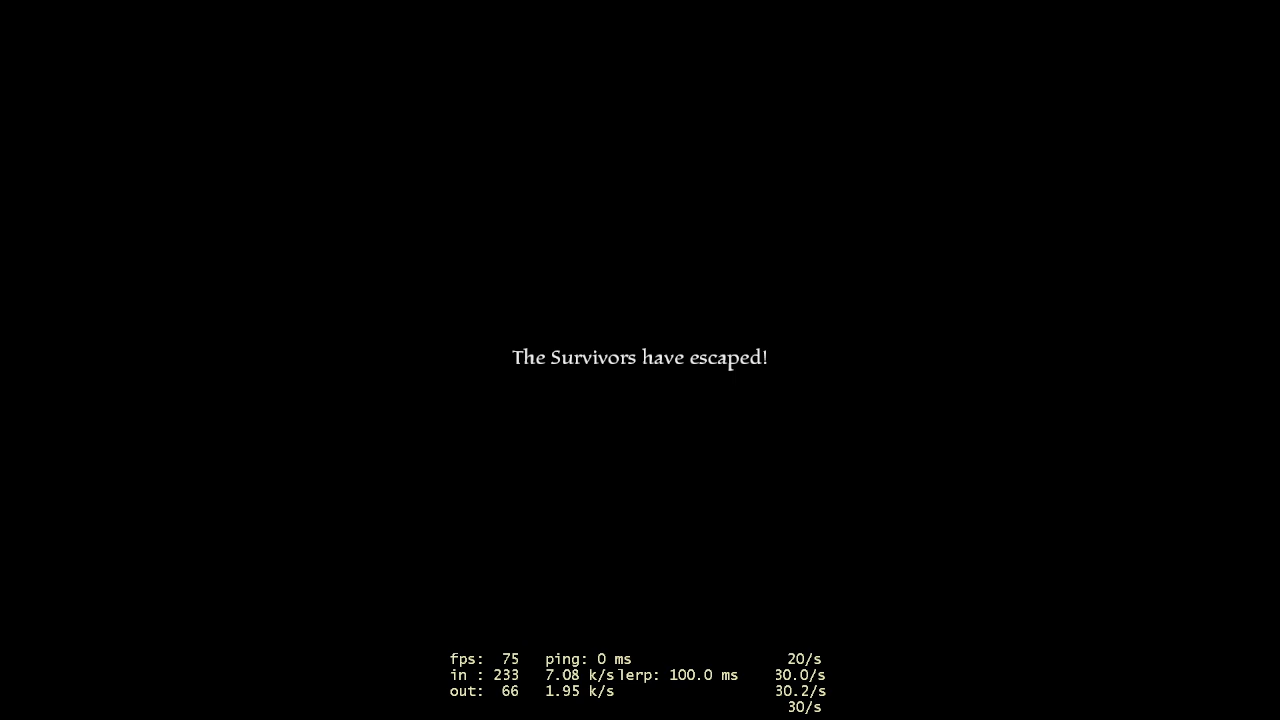 The Survivors have escaped!
fps: 75 ping: 0 ms 20/s
in : 233 7.08 k/s lerp: 100.0 ms 30.0/s
out: 66 1.95 k/s 30.2/s
30/s